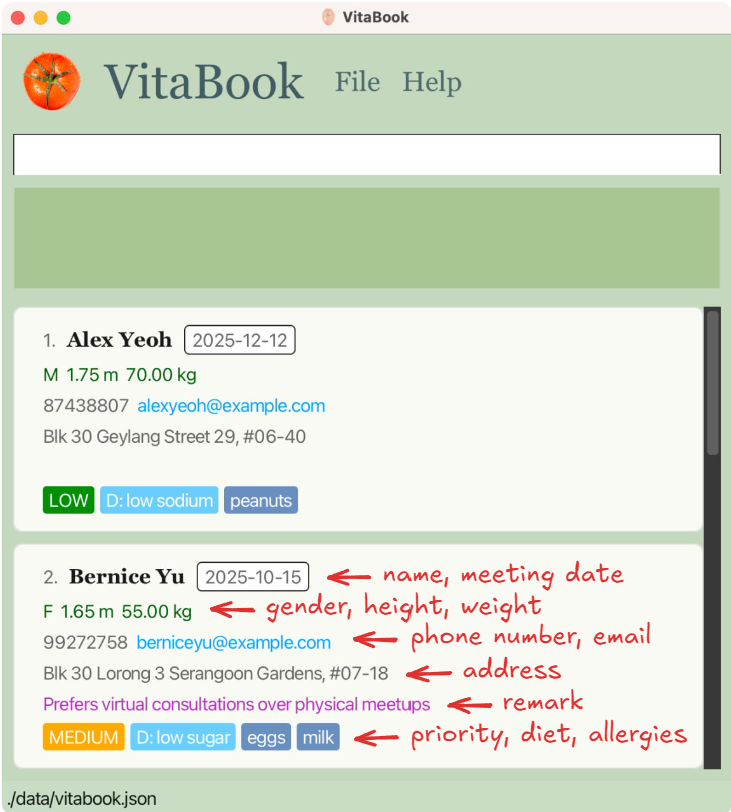 VitaBook
VitaBook File Help
1. Alex Yeoh 2025-12-12
M 1.75 m 70.00 kg
87438807 alexyeoh@example.com
Blk 30 Geylang Street 29, #06-40
LOW D: low sodium peanuts
2. Bernice Yu 2025-10-15 name, meeting date
F 1.65 m 55.00 kg gender, height, weight
99272758 berniceyu@example.com phone number, email
Blk 30 Lorong 3 Serangoon Gardens, #07-18 address
Prefers virtual consultations over physical meetups remark
MEDIUM D: low sugar eggs milk priority, diet, allergies
./data/vitabook.json